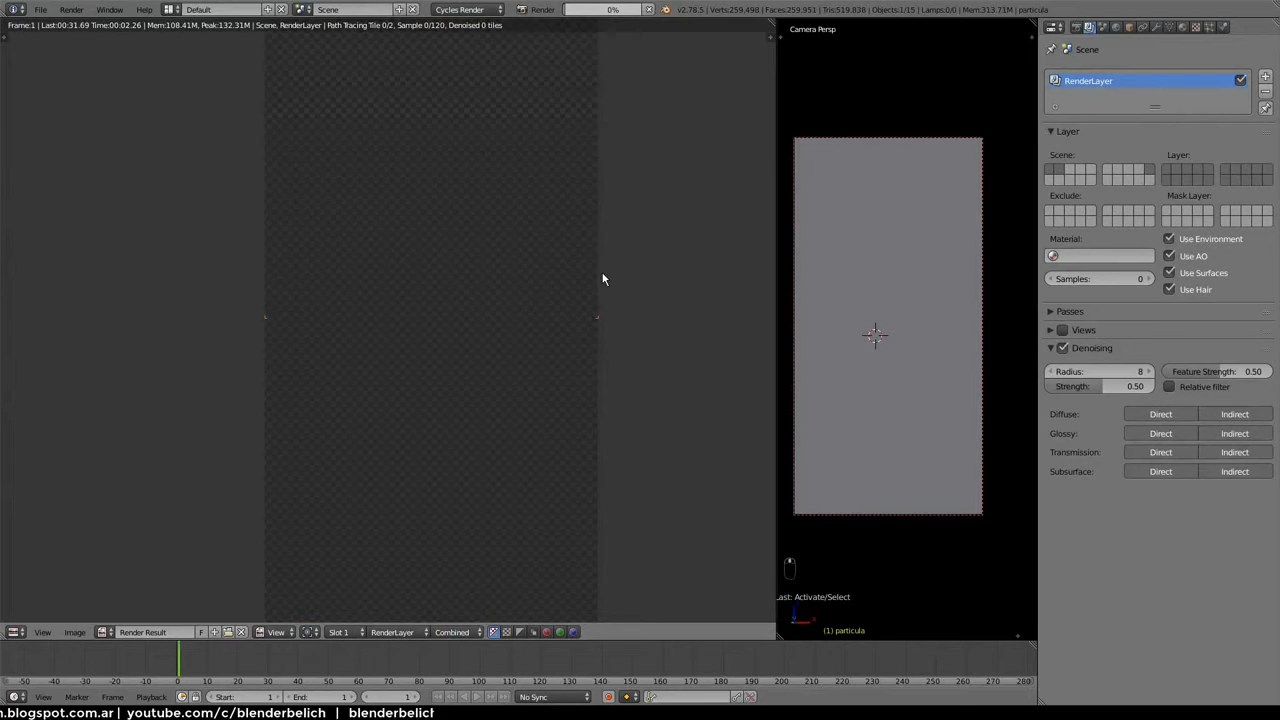 File Render Window Help Default Scene Cycles Render Render 0% v2.78.5 | Verts:259,498 | Faces:259,951 | Tris:519,838 | Objects:1/15 | Lamps:0/0 | Mem:313.71M | particula
Frame:1 | Last:00:31.69 Time:00:02.26 | Mem:108.41M, Peak:132.31M | Scene, RenderLayer | Path Tracing Tile 0/2, Sample 0/120, Denoised 0 tiles
Camera Persp
Scene
RenderLayer
Layer
Scene: Layer:
Exclude: Mask Layer:
Material: Use Environment
Use AO
Use Surfaces
Samples: 0
Use Hair
Passes
Views
Denoising
Radius: 8 Feature Strength: 0.50
Strength: 0.50 Relative filter
Diffuse: Direct Indirect
Glossy: Direct Indirect
Transmission: Direct Indirect
Subsurface: Direct Indirect
ast: Activate/Select
(1) particula
View Image Render Result F View Slot 1 RenderLayer Combined
-50 -40 -30 -20 -10 0 10 20 30 40 50 60 70 80 90 100 110 120 130 140 150 160 170 180 190 200 210 220 230 240 250 260 270 280
View Marker Frame Playback Start: 1 End: 1 1 No Sync
n.blogspot.com.ar | youtube.com/c/blenderbelich | blenderbelich